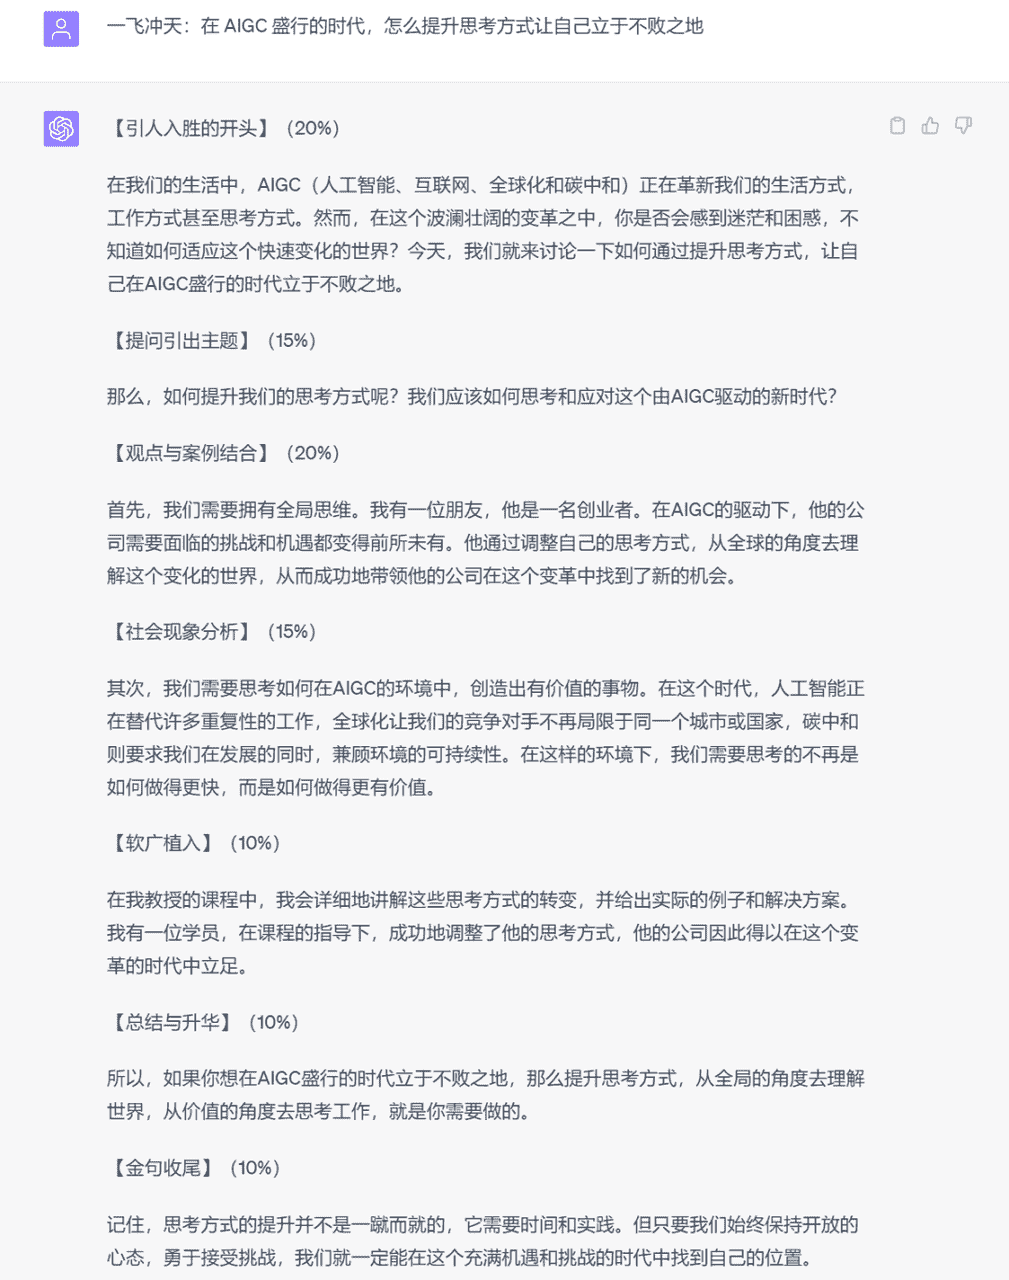 一飞冲天：在 AIGC 盛行的时代，怎么提升思考方式让自己立于不败之地
【引人入胜的开头】（20%）
在我们的生活中，AIGC（人工智能、互联网、全球化和碳中和）正在革新我们的生活方式，
工作方式甚至思考方式。然而，在这个波澜壮阔的变革之中，你是否会感到迷茫和困惑，不
知道如何适应这个快速变化的世界？今天，我们就来讨论一下如何通过提升思考方式，让自
己在AIGC盛行的时代立于不败之地。
【提问引出主题】（15%）
那么，如何提升我们的思考方式呢？我们应该如何思考和应对这个由AIGC驱动的新时代？
【观点与案例结合】（20%）
首先，我们需要拥有全局思维。我有一位朋友，他是一名创业者。在AIGC的驱动下，他的公
司需要面临的挑战和机遇都变得前所未有。他通过调整自己的思考方式，从全球的角度去理
解这个变化的世界，从而成功地带领他的公司在这个变革中找到了新的机会。
【社会现象分析】（15%）
其次，我们需要思考如何在AIGC的环境中，创造出有价值的事物。在这个时代，人工智能正
在替代许多重复性的工作，全球化让我们的竞争对手不再局限于同一个城市或国家，碳中和
则要求我们在发展的同时，兼顾环境的可持续性。在这样的环境下，我们需要思考的不再是
如何做得更快，而是如何做得更有价值。
【软广植入】（10%）
在我教授的课程中，我会详细地讲解这些思考方式的转变，并给出实际的例子和解决方案。
我有一位学员，在课程的指导下，成功地调整了他的思考方式，他的公司因此得以在这个变
革的时代中立足。
【总结与升华】（10%）
所以，如果你想在AIGC盛行的时代立于不败之地，那么提升思考方式，从全局的角度去理解
世界，从价值的角度去思考工作，就是你需要做的。
【金句收尾】（10%）
记住，思考方式的提升并不是一蹴而就的，它需要时间和实践。但只要我们始终保持开放的
心态，勇于接受挑战，我们就一定能在这个充满机遇和挑战的时代中找到自己的位置。